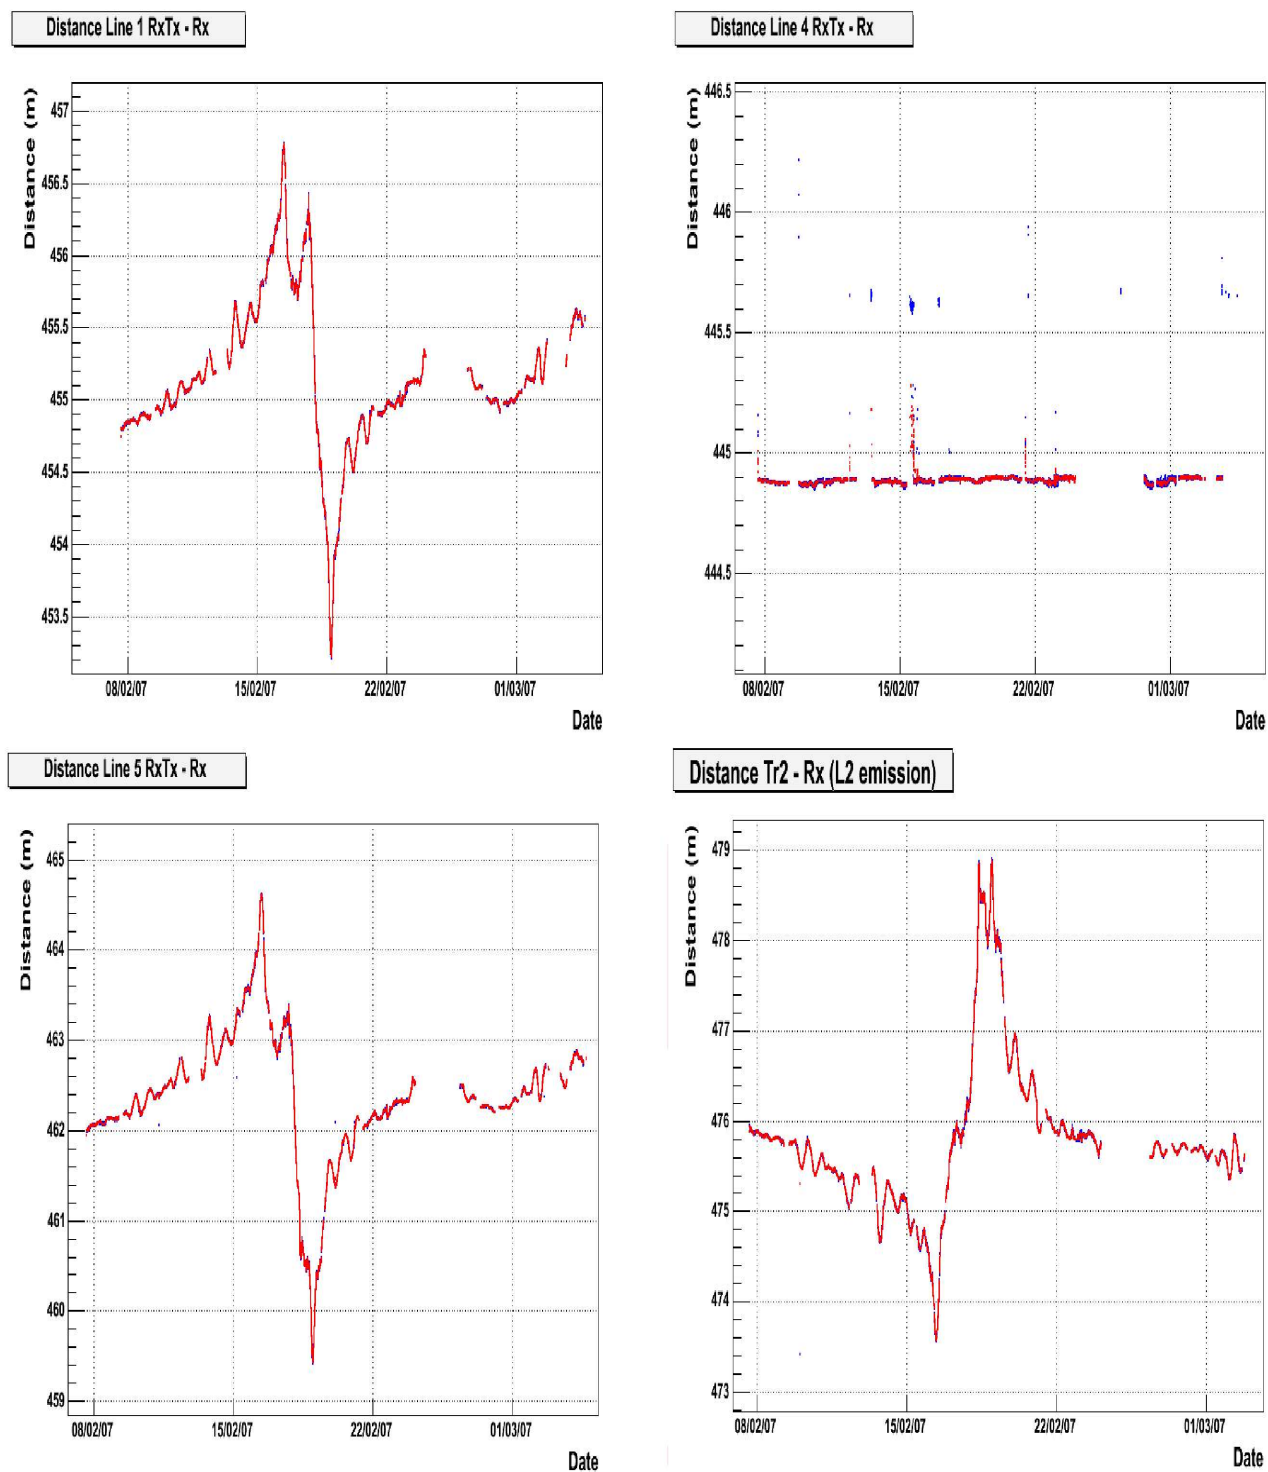 Distance Line 1 RxTx - Rx
Distance (m)
457
456.5
456
455.5
455
454.5
454
453.5
08/02/07 15/02/07 22/02/07 01/03/07
Date
Distance Line 4 RxTx - Rx
Distance (m)
446.5
446
445.5
445
444.5
08/02/07 15/02/07 22/02/07 01/03/07
Date
Distance Line 5 RxTx - Rx
Distance (m)
465
464
463
462
461
460
459
08/02/07 15/02/07 22/02/07 01/03/07
Date
Distance Tr2 - Rx (L2 emission)
Distance (m)
479
478
477
476
475
474
473
08/02/07 15/02/07 22/02/07 01/03/07
Date